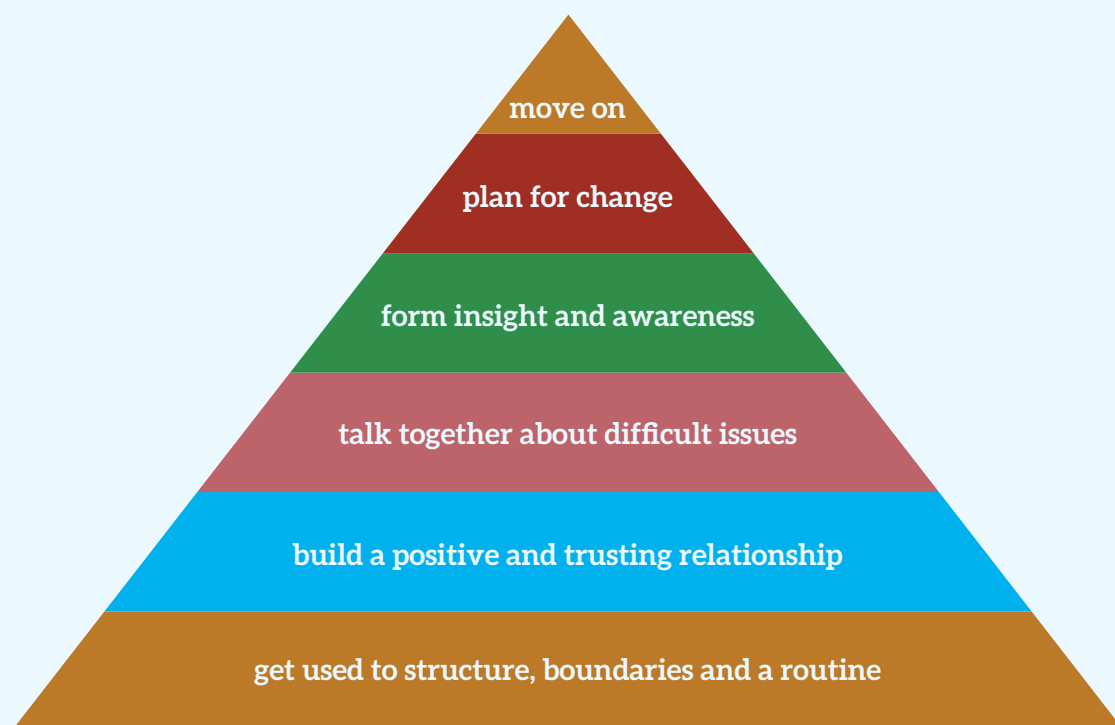 move on
plan for change
form insight and awareness
talk together about difficult issues
build a positive and trusting relationship
get used to structure, boundaries and a routine